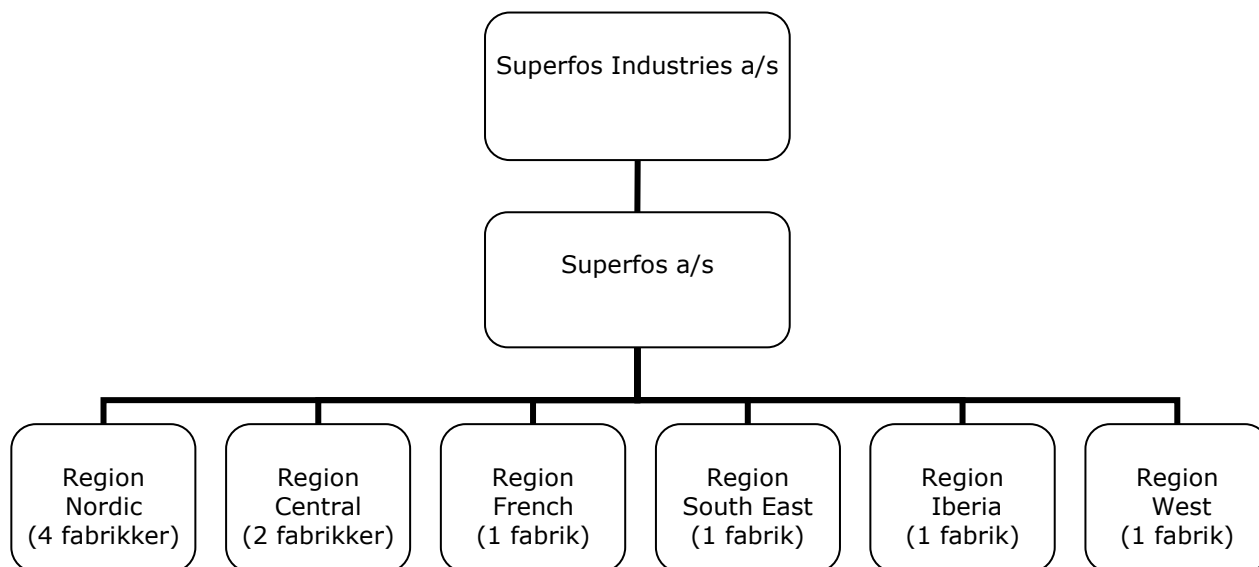 Superfos Industries a/s
Superfos a/s
Region
Nordic
(4 fabrikker)
Region
Central
(2 fabrikker)
Region
French
(1 fabrik)
Region
South East
(1 fabrik)
Region
Iberia
(1 fabrik)
Region
West
(1 fabrik)